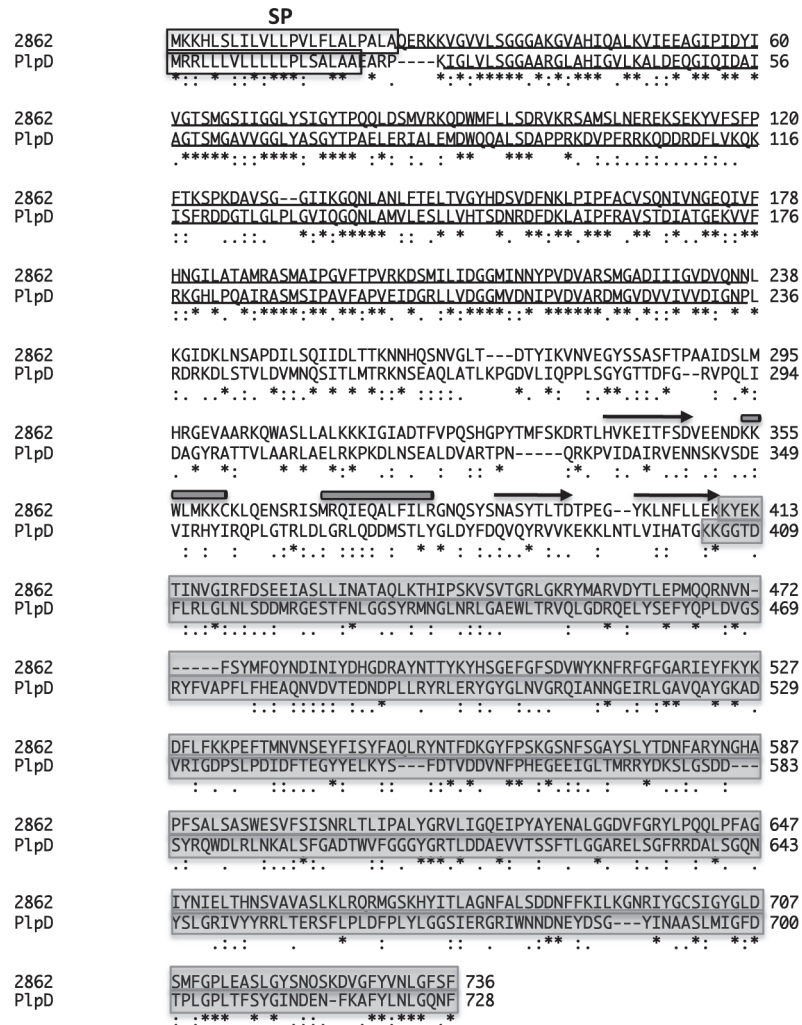 SP
2862 MKKHLSLILVLLPVLFLALPALAQERKKVGVVLSGGGAKGVAHIQALKVIEEAGIPIDYI 60
PlpD MRRLLLVLLLLLPLSALAAEARP----KIGLVLSGGAARGLAHIGVLKALDEQGIQIDAI 56
2862 VGTSMGSIIGGLYSIGYTPQQLDSMVRKQDWMFLLSDRVKRSAMSLNEREKSEKYVFSFP 120
PlpD AGTSMGAVVGGLYASGYTPAELERIALEMDWQQALSDAPPRKDVPFRRKQDDRDFLVKQK 116
2862 FTKSPKDAVSG--GIIKGQNLANLFTELTVGYHDSVDFNKLPIPFACVSQNIVNGEQIVF 178
PlpD ISFRDDGTLGLPLGVIQGQNLAMVLESLLVHTSDNRDFDKLAIPFRAVSTDIATGEKVVF 176
2862 HNGILATAMRASMAIPGVFTPVRKDSMILIDGGMINNYPVDVARSMGADIIIGVDVQNNL 238
PlpD RKGHLPQAIRASMSIPAVFAPVEIDGRLLVDGGMVDNIPVDVARDMGVDVVIVVDIGNPL 236
2862 KGIDKLNSAPDILSQIIDLTTKNNHQSNVGLT---DTYIKVNVEGYSSASFTPAAIDSLM 295
PlpD RDRKDLSTVLDVMNQSITLMTRKNSEAQLATLKPGDVLIQPPLSGYGTTDFG--RVPQLI 294
2862 HRGEVAARKQWASLLALKKKIGIADTFVPQSHGPYTMFSKDRTLHVKEITFSDVEENDKK 355
PlpD DAGYRATTVLAARLAELRKPKDLNSEALDVARTPN-----QRKPVIDAIRVENNSKVSDE 349
2862 WLMKKCKLQENSRISMRQIEQALFILRGNQSYSNASYTLTDTPEG--YKLNFLLEKKYEK 413
PlpD VIRHYIRQPLGTRLDLGRLQDDMSTLYGLDYFDQVQYRVVKEKKLNTLVIHATGKKGGTD 409
2862 TINVGIRFDSEEIASLLINATAQLKTHIPSKVSVTGRLGKRYMARVDYTLEPMQQRNVN- 472
PlpD FLRLGLNLSDDMRGESTFNLGGSYRMNGLNRLGAEWLTRVQLGDRQELYSEFYQPLDVGS 469
2862 -----FSYMFQYNDINIYDHGDRAYNTTYKYHSGEFGFSDVWYKNFRFGFGARIEYFKYK 527
PlpD RYFVAPFLFHEAQNVDVTEDNDPLLRYRLERYGYGLNVGRQIANNGEIRLGAVQAYGKAD 529
2862 DFLFKKPEFTMNVNSEYFISYFAQLRYNTFDKGYFPSKGSNFSGAYSLYTDNFARYNGHA 587
PlpD VRIGDPSLPDIDFTEGYYELKYS---FDTVDDVNFPHEGEEIGLTMRRYDKSLGSDD--- 583
2862 PFSALSASWESVFSISNRLTLIPALYGRVLIGQEIPYAYENALGGDVFGRYLPQQLPFAG 647
PlpD SYRQWDLRLNKALSFGADTWVFGGGYGRTLDDAEVVTSSFTLGGARELSGFRRDALSGQN 643
2862 IYNIELTHNSVAVASLKLRQRMGSKHYITLAGNFALSDDNFFKILKGNRIYGCSIGYGLD 707
PlpD YSLGRIVYYRRLTERSFLPLDFPLYLGGSIERGRIWNNDNEYDSG---YINAASLMIGFD 700
2862 SMFGPLEASLGYSNOSKDVGFYVNLGFSF 736
PlpD TPLGPLTFSYGINDEN-FKAFYLNLGQNF 728